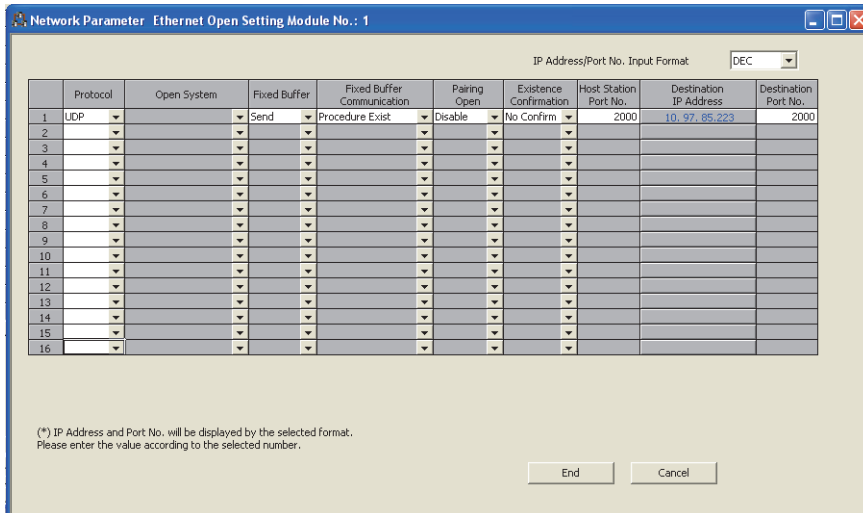 Network Parameter Ethernet Open Setting Module No.: 1
IP Address/Port No. Input Format DEC
Protocol Open System Fixed Buffer Fixed Buffer Communication Pairing Open Existence Confirmation Host Station Port No. Destination IP Address Destination Port No.
1 UDP Send Procedure Exist Disable No Confirm 2000 10. 97. 85.223 2000
2
3
4
5
6
7
8
9
10
11
12
13
14
15
16
(*) IP Address and Port No. will be displayed by the selected format.
Please enter the value according to the selected number.
End Cancel